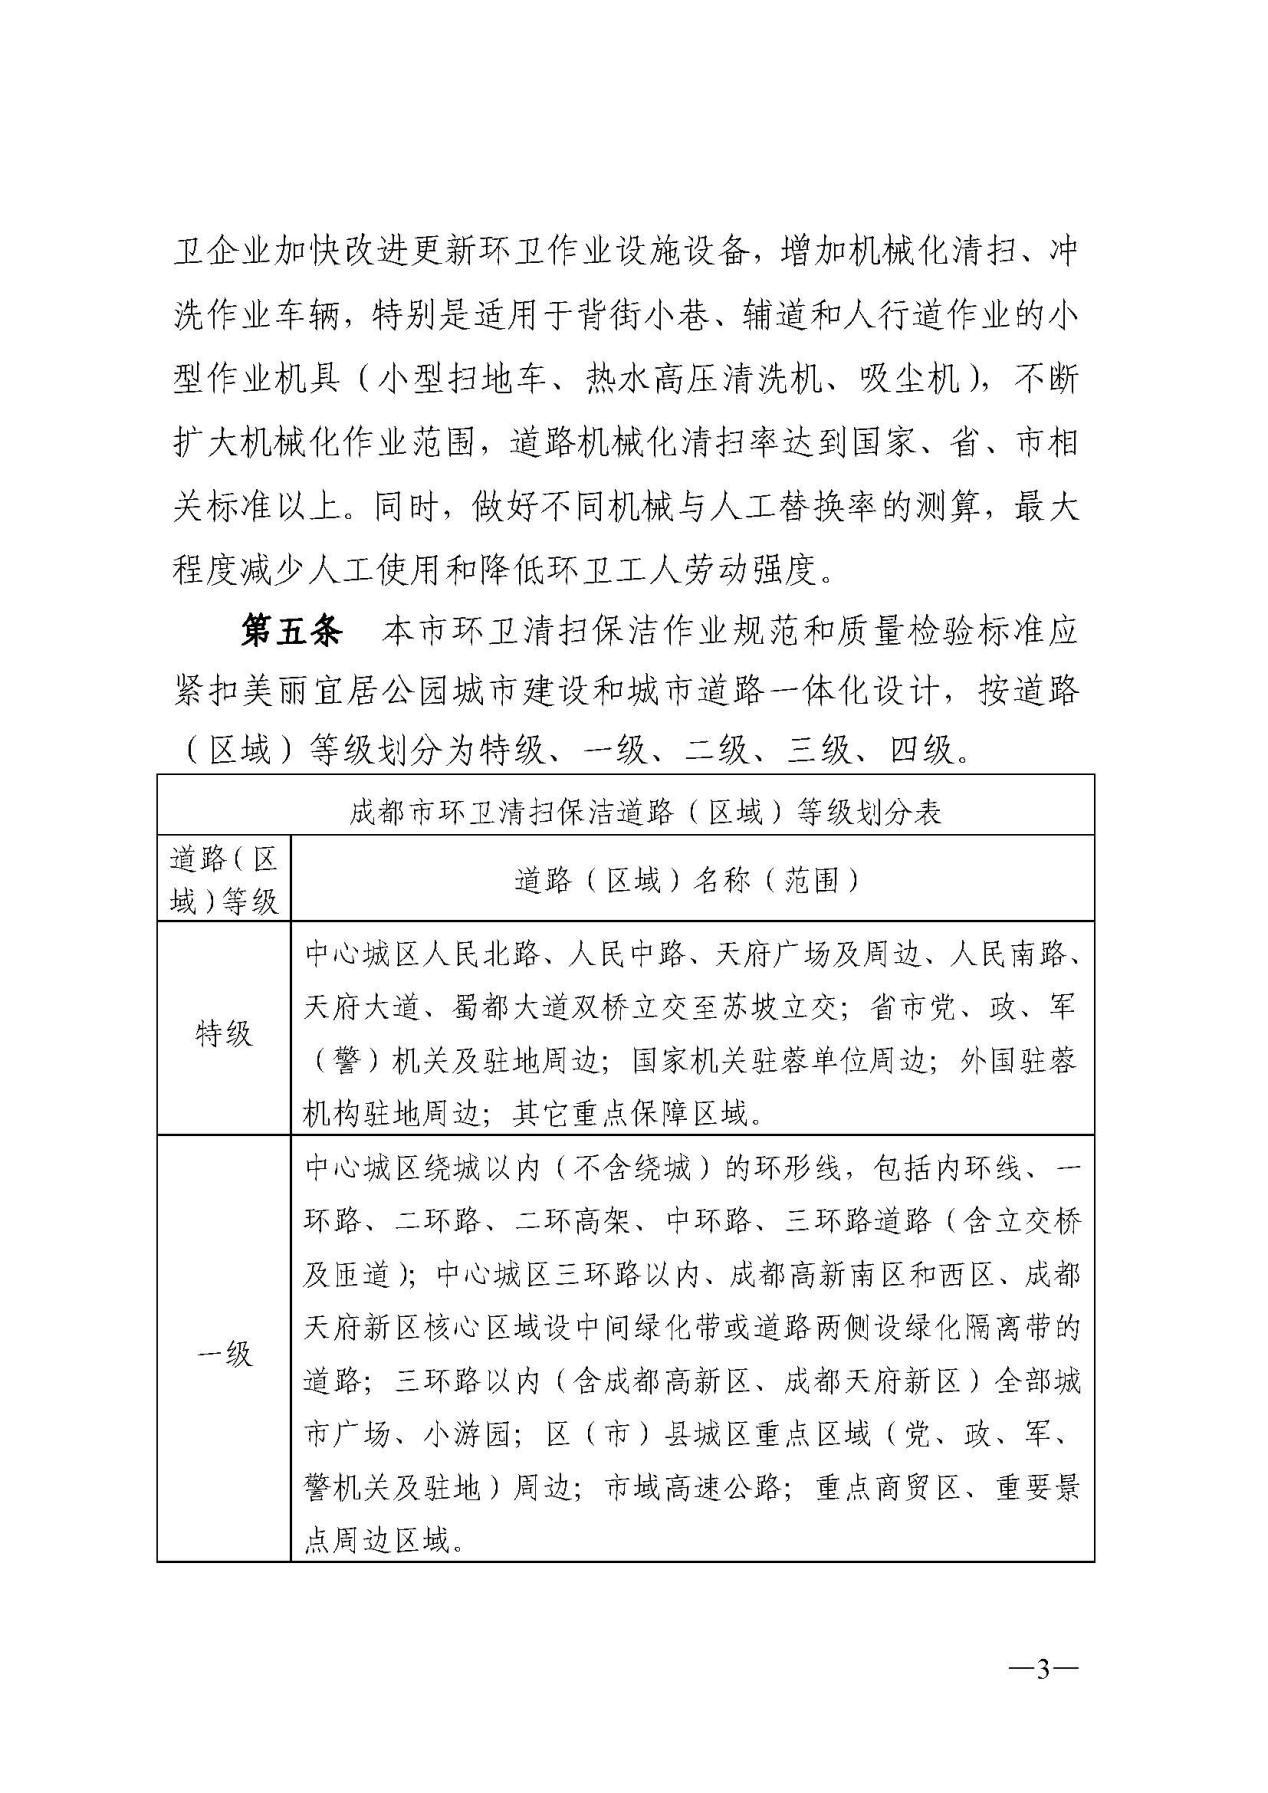 卫企业加快改进更新环卫作业设施设备，增加机械化清扫、冲
洗作业车辆，特别是适用于背街小巷、辅道和人行道作业的小
型作业机具（小型扫地车、热水高压清洗机、吸尘机），不断
扩大机械化作业范围，道路机械化清扫率达到国家、省、市相
关标准以上。同时，做好不同机械与人工替换率的测算，最大
程度减少人工使用和降低环卫工人劳动强度。
第五条　本市环卫清扫保洁作业规范和质量检验标准应
紧扣美丽宜居公园城市建设和城市道路一体化设计，按道路
（区域）等级划分为特级、一级、二级、三级、四级。
成都市环卫清扫保洁道路（区域）等级划分表
道路（区
域）等级
道路（区域）名称（范围）
特级
中心城区人民北路、人民中路、天府广场及周边、人民南路、
天府大道、蜀都大道双桥立交至苏坡立交；省市党、政、军
（警）机关及驻地周边；国家机关驻蓉单位周边；外国驻蓉
机构驻地周边；其它重点保障区域。
一级
中心城区绕城以内（不含绕城）的环形线，包括内环线、一
环路、二环路、二环高架、中环路、三环路道路（含立交桥
及匝道）；中心城区三环路以内、成都高新南区和西区、成都
天府新区核心区域设中间绿化带或道路两侧设绿化隔离带的
道路；三环路以内（含成都高新区、成都天府新区）全部城
市广场、小游园；区（市）县城区重点区域（党、政、军、
警机关及驻地）周边；市域高速公路；重点商贸区、重要景
点周边区域。
—3—